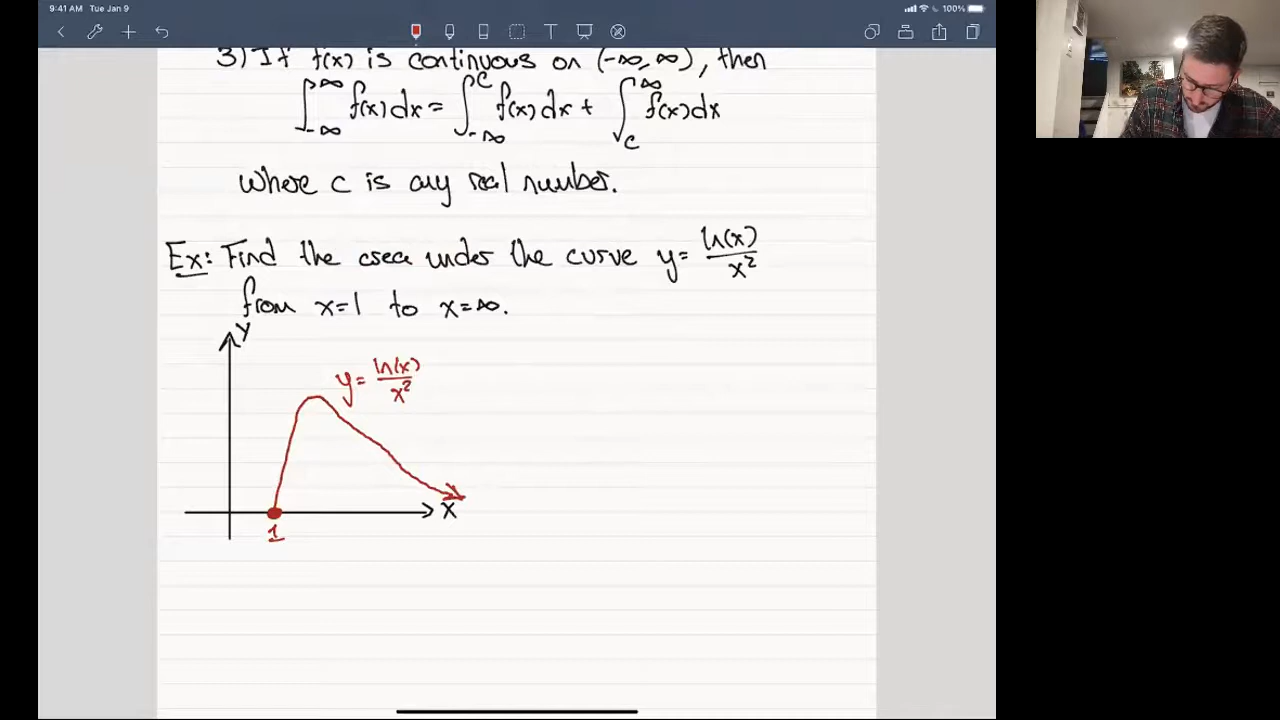 9:41 AM Tue Jan 9
100%
3) If f(x) is continuous on (-∞, ∞), then
∫_{-∞}^{∞} f(x) dx = ∫_{-∞}^{c} f(x) dx + ∫_{c}^{∞} f(x) dx
where c is any real number.
Ex: Find the area under the curve y = ln(x)/x²
from x=1 to x=∞.
y
y = ln(x)/x²
x
1